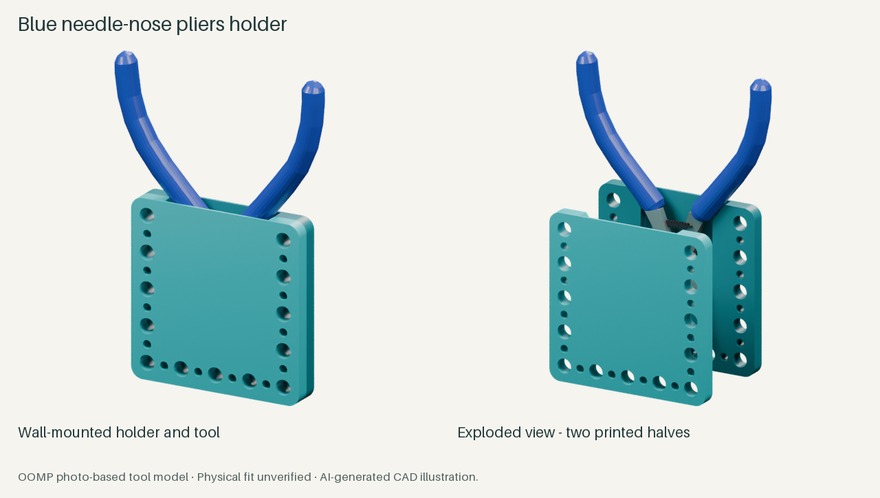 Blue needle-nose pliers holder
Wall-mounted holder and tool
Exploded view - two printed halves
OOMP photo-based tool model · Physical fit unverified · AI-generated CAD illustration.